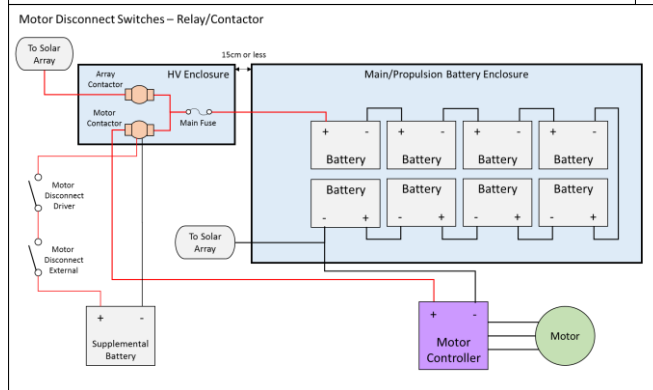 Motor Disconnect Switches – Relay/Contactor
To Solar
Array
15cm or less
Array
Contactor
HV Enclosure
Main/Propulsion Battery Enclosure
Motor
Contactor
Main Fuse
+ -
Battery
+ -
Battery
+ -
Battery
+ -
Battery
Battery
- +
Battery
- +
Battery
- +
Battery
- +
Motor
Disconnect
Driver
To Solar
Array
Motor
Disconnect
External
+ -
Supplemental
Battery
+ -
Motor
Controller
Motor